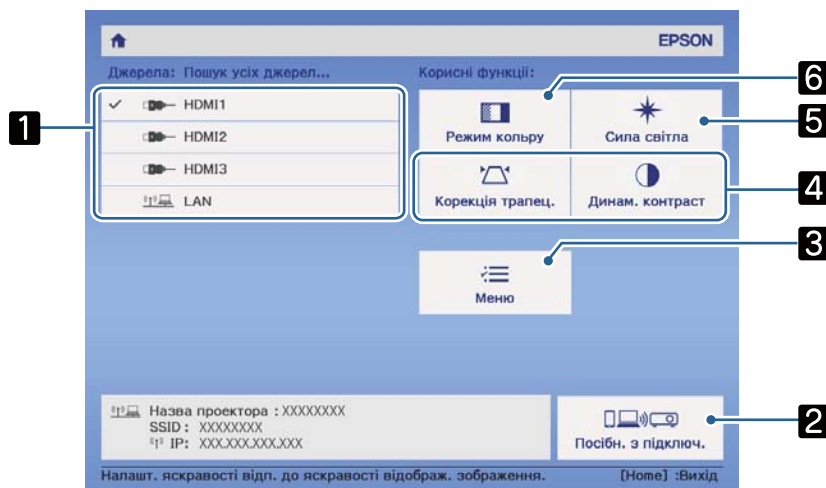 EPSON
Джерела: Пошук усіх джерел...
Корисні функції:
1
HDMI1
HDMI2
HDMI3
LAN
6
Режим кольру
5
Сила світла
4
Корекція трапец.
Динам. контраст
3
Меню
Назва проектора : XXXXXXXX
SSID : XXXXXXXX
IP: XXX.XXX.XXX.XXX
2
Посібн. з підключ.
Налашт. яскравості відп. до яскравості відображ. зображення.
[Home] :Вихід